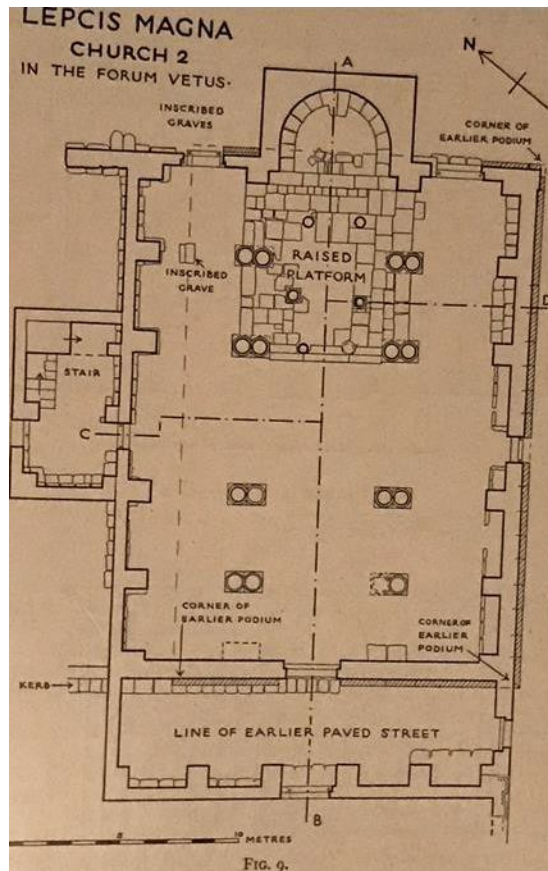 LEPCIS MAGNA
CHURCH 2
IN THE FORUM VETUS.
A
N
INSCRIBED
GRAVES
CORNER OF
EARLIER PODIUM
RAISED
PLATFORM
INSCRIBED
GRAVE
STAIR
C
CORNER OF
EARLIER PODIUM
CORNER OF
EARLIER
PODIUM
KERB
LINE OF EARLIER PAVED STREET
B
5
10
METRES
FIG. 9.